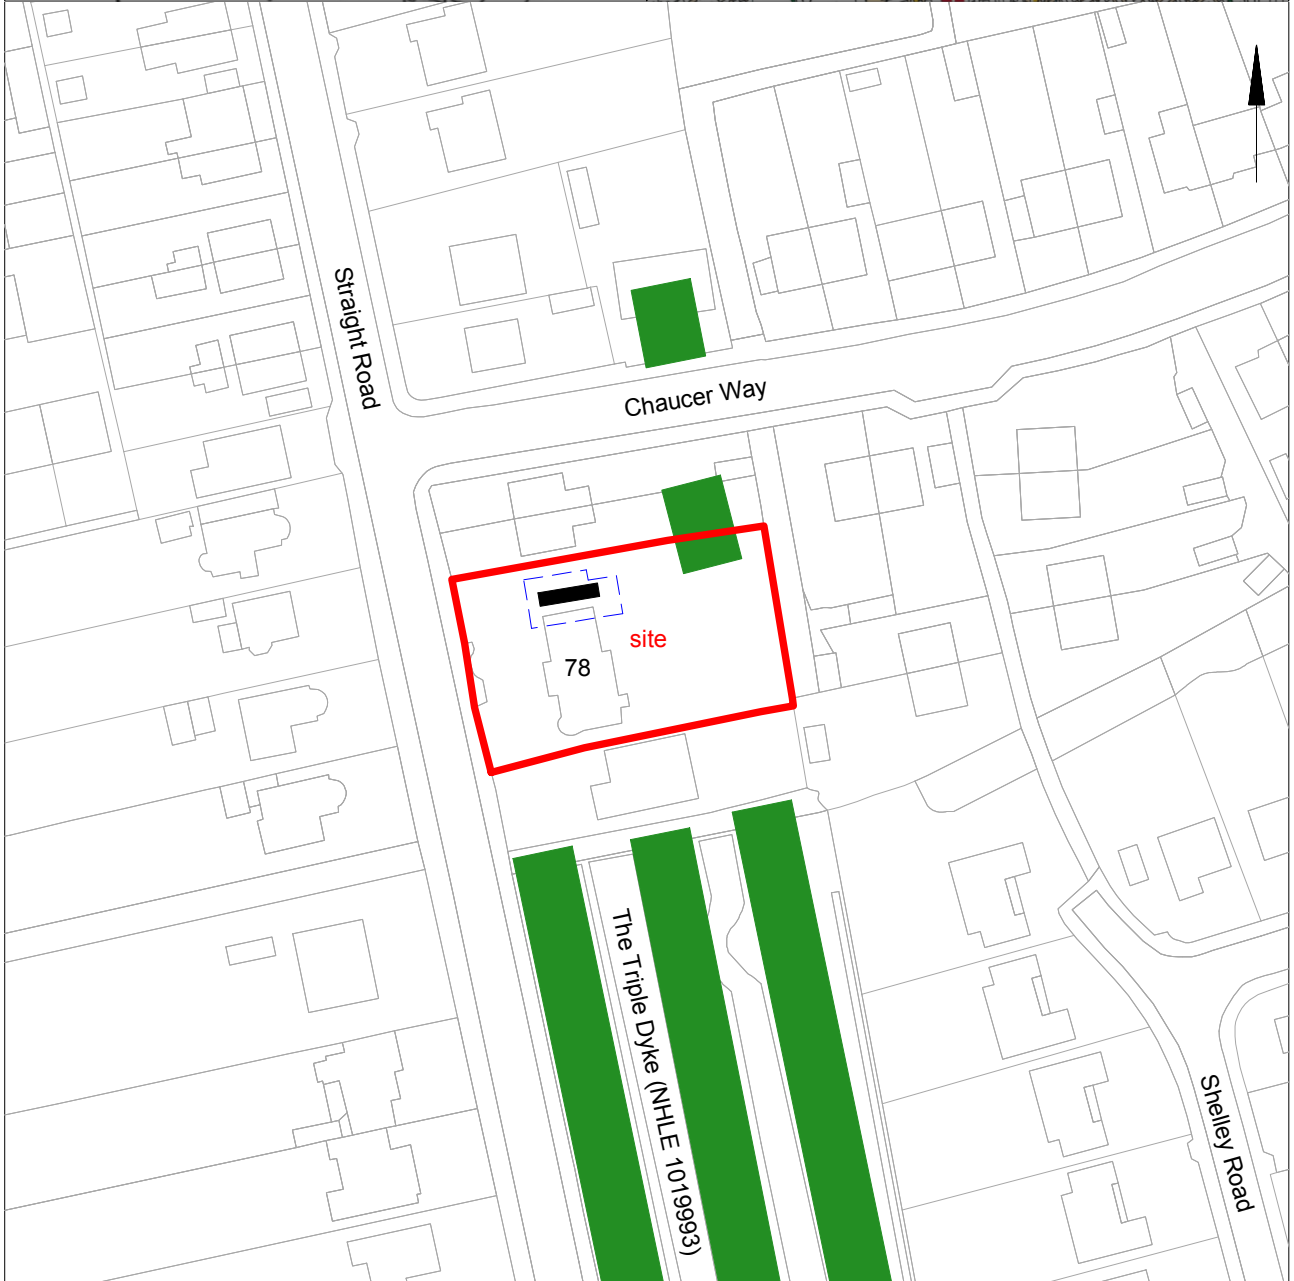 Straight Road
Chaucer Way
site
78
The Triple Dyke (NHLE 1019993)
Shelley Road